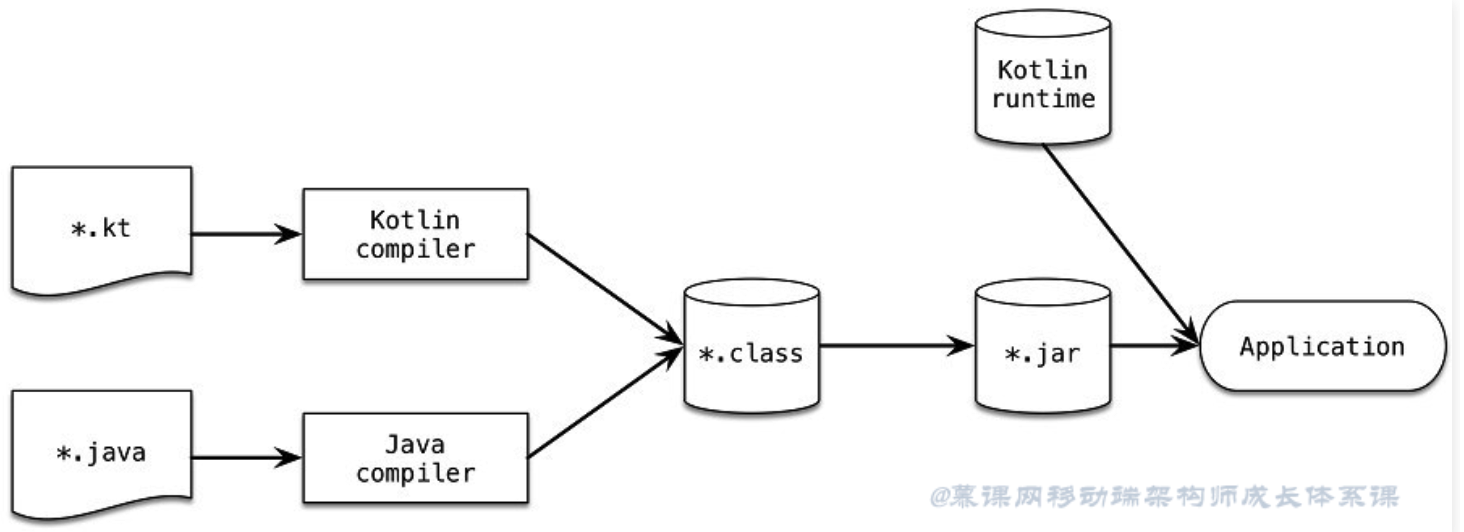 Kotlin
runtime
*.kt
Kotlin
compiler
*.class
*.jar
Application
*.java
Java
compiler
@慕课网移动端架构师成长体系课